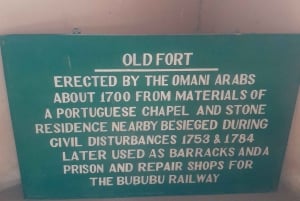 OLD FORT
ERECTED BY THE OMANI ARABS
ABOUT 1700 FROM MATERIALS OF
A PORTUGUESE CHAPEL AND STONE
RESIDENCE NEARBY BESIEGED DURING
CIVIL DISTURBANCES 1753 & 1784
LATER USED AS BARRACKS ANDA
PRISON AND REPAIR SHOPS FOR
THE BUBUBU RAILWAY